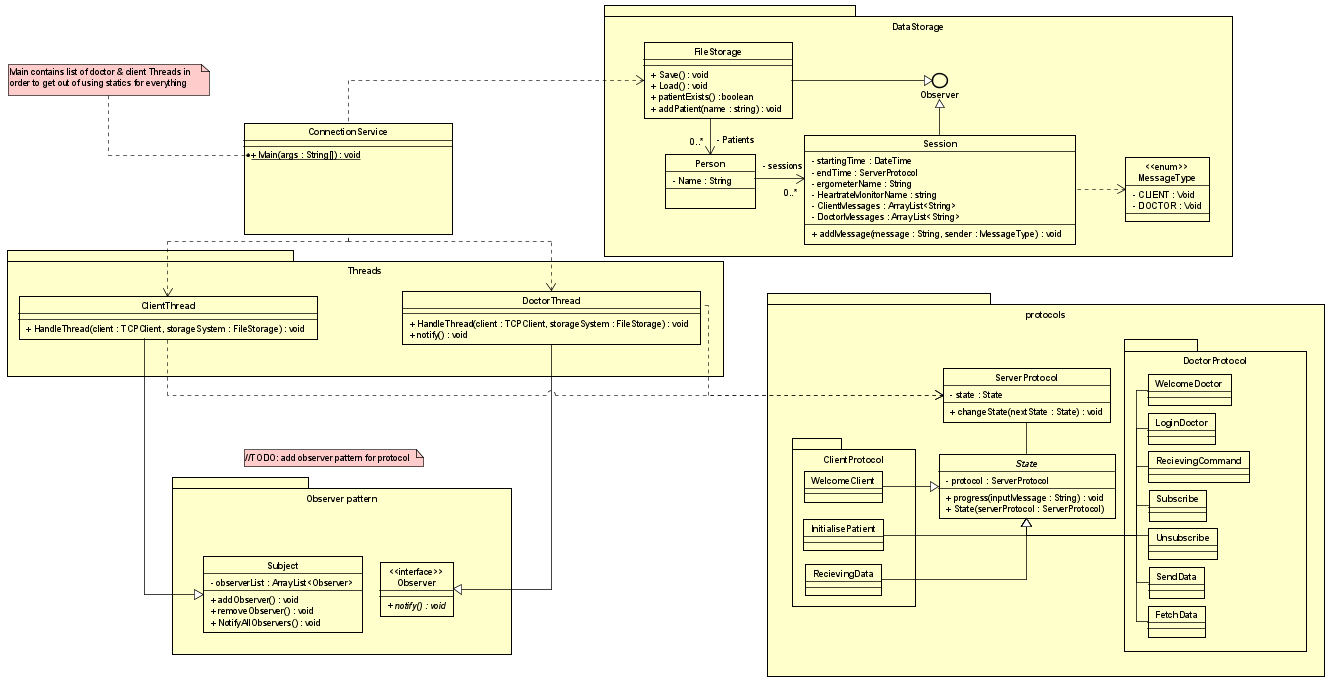 Main contains list of doctor & client Threads in
order to get out of using statics for everything
ConnectionService
+ Main(args : String[]) : void
DataStorage
FileStorage
+ Save() : void
+ Load() : void
+ patientExists() : boolean
+ addPatient(name : string) : void
Observer
0..*
- Patients
Person
- Name : String
- sessions
0..*
Session
- startingTime : DateTime
- endTime : ServerProtocol
- ergometerName : String
- HeartrateMonitorName : string
- ClientMessages : ArrayList<String>
- DoctorMessages : ArrayList<String>
+ addMessage(message : String, sender : MessageType) : void
<<enum>>
MessageType
- CLIENT : Void
- DOCTOR : Void
Threads
ClientThread
+ HandleThread(client : TCPClient, storageSystem : FileStorage) : void
DoctorThread
+ HandleThread(client : TCPClient, storageSystem : FileStorage) : void
+ notify() : void
//TODO: add observer pattern for protocol
Observer pattern
Subject
- observerList : ArrayList<Observer>
+ addObserver() : void
+ removeObserver() : void
+ NotifyAllObservers() : void
<<interface>>
Observer
+ notify() : void
protocols
ServerProtocol
- state : State
+ changeState(nextState : State) : void
State
- protocol : ServerProtocol
+ progress(inputMessage : String) : void
+ State(serverProtocol : ServerProtocol)
ClientProtocol
WelcomeClient
InitialisePatient
RecievingData
DoctorProtocol
WelcomeDoctor
LoginDoctor
RecievingCommand
Subscribe
Unsubscribe
SendData
FetchData